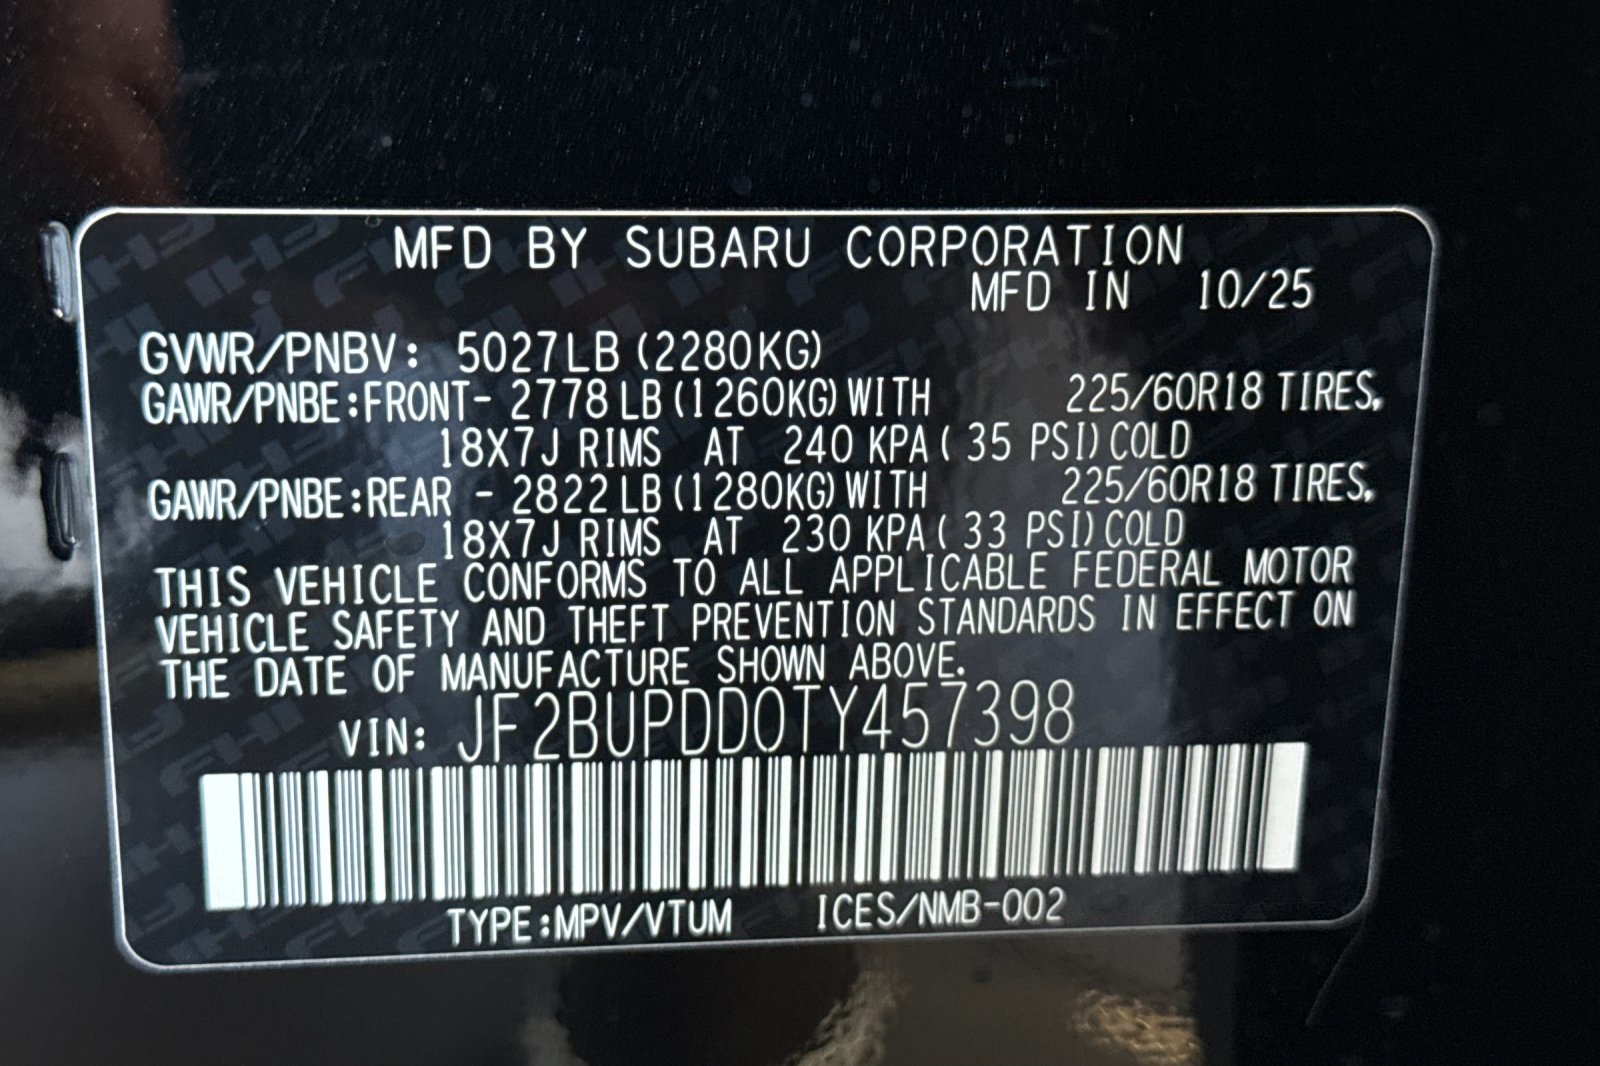 MFD BY SUBARU CORPORATION
MFD IN 10/25
GVWR/PNBV: 5027LB (2280KG)
GAWR/PNBE:FRONT- 2778 LB (1260KG) WITH 225/60R18 TIRES,
18X7J RIMS AT 240 KPA( 35 PSI) COLD
GAWR/PNBE:REAR - 2822 LB (1280KG) WITH 225/60R18 TIRES,
18X7J RIMS AT 230 KPA( 33 PSI) COLD
THIS VEHICLE CONFORMS TO ALL APPLICABLE FEDERAL MOTOR
VEHICLE SAFETY AND THEFT PREVENTION STANDARDS IN EFFECT ON
THE DATE OF MANUFACTURE SHOWN ABOVE.
VIN: JF2BUPDD0TY457398
TYPE:MPV/VTUM ICES/NMB-002